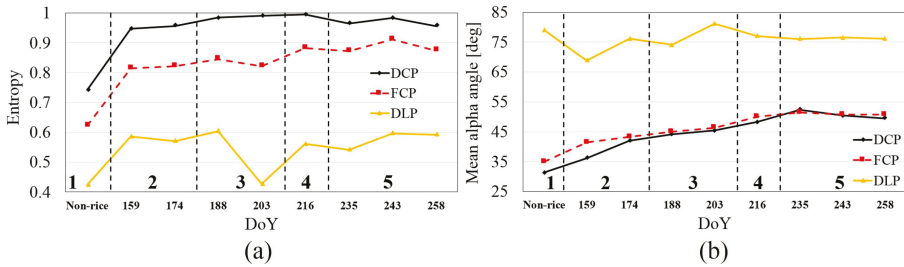 (a)
Entropy
1
0.9
0.8
0.7
0.6
0.5
0.4
DCP
FCP
DLP
1 2 3 4 5
Non-rice 159 174 188 203 216 235 243 258
DoY
(b)
Mean alpha angle [deg]
85
75
65
55
45
35
25
DCP
FCP
DLP
1 2 3 4 5
Non-rice 159 174 188 203 216 235 243 258
DoY